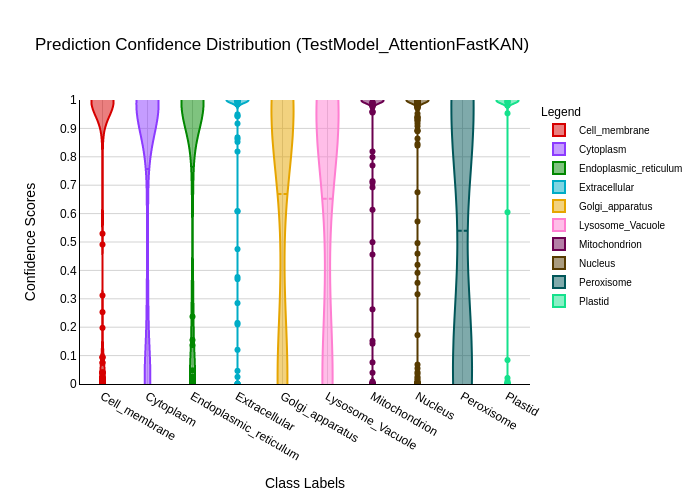 Prediction Confidence Distribution (TestModel_AttentionFastKAN)
Legend
Cell_membrane
Cytoplasm
Endoplasmic_reticulum
Extracellular
Golgi_apparatus
Lysosome_Vacuole
Mitochondrion
Nucleus
Peroxisome
Plastid
Confidence Scores
1
0.9
0.8
0.7
0.6
0.5
0.4
0.3
0.2
0.1
0
Cell_membrane
Cytoplasm
Endoplasmic_reticulum
Extracellular
Golgi_apparatus
Lysosome_Vacuole
Mitochondrion
Nucleus
Peroxisome
Plastid
Class Labels